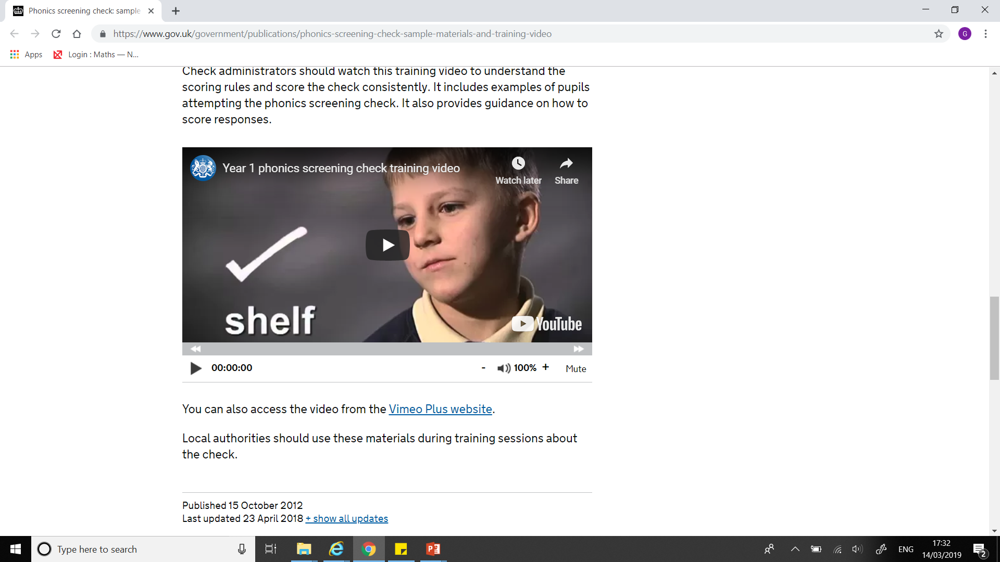 Phonics screening check: sample
https://www.gov.uk/government/publications/phonics-screening-check-sample-materials-and-training-video
G
Apps
Login : Maths — N...
Check administrators should watch this training video to understand the
scoring rules and score the check consistently. It includes examples of pupils
attempting the phonics screening check. It also provides guidance on how to
score responses.
Year 1 phonics screening check training video
Watch later
Share
shelf
YouTube
00:00:00
- 100% +
Mute
You can also access the video from the Vimeo Plus website.
Local authorities should use these materials during training sessions about
the check.
Published 15 October 2012
Last updated 23 April 2018 + show all updates
Type here to search
ENG
17:32
14/03/2019
2